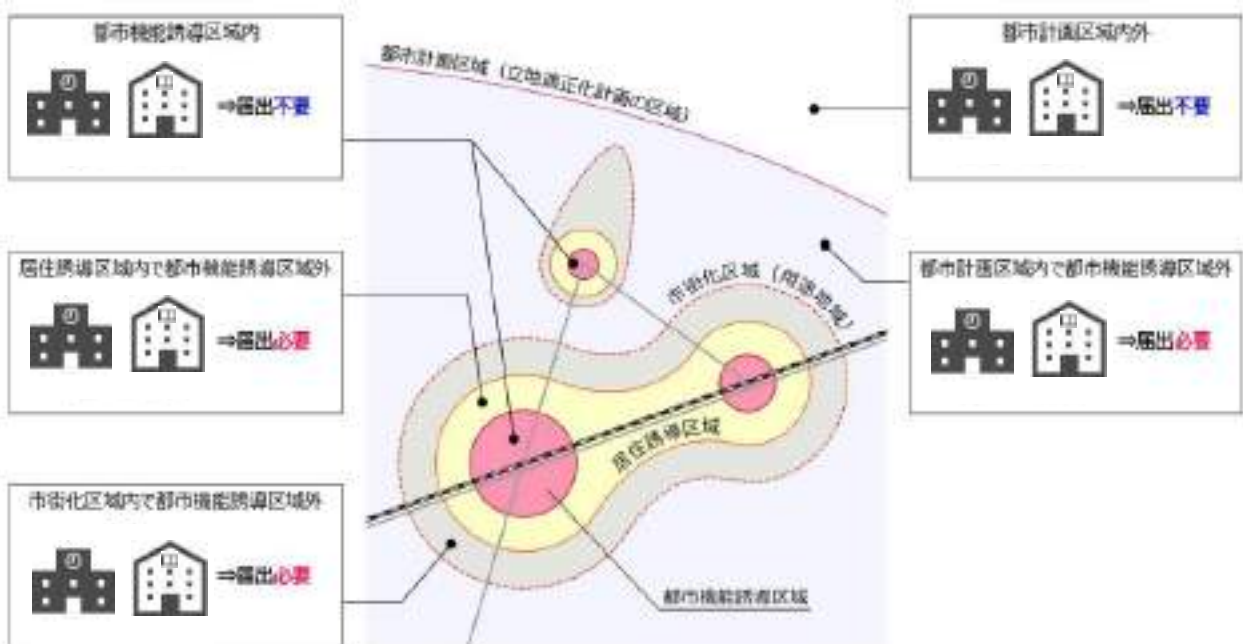 都市機能誘導区域内
⇒届出不要
居住誘導区域内で都市機能誘導区域外
⇒届出必要
市街化区域内で都市機能誘導区域外
⇒届出必要
都市計画区域（立地適正化計画の区域）
市街化区域（用途地域）
居住誘導区域
都市機能誘導区域
都市計画区域内外
⇒届出不要
都市計画区域内で都市機能誘導区域外
⇒届出必要